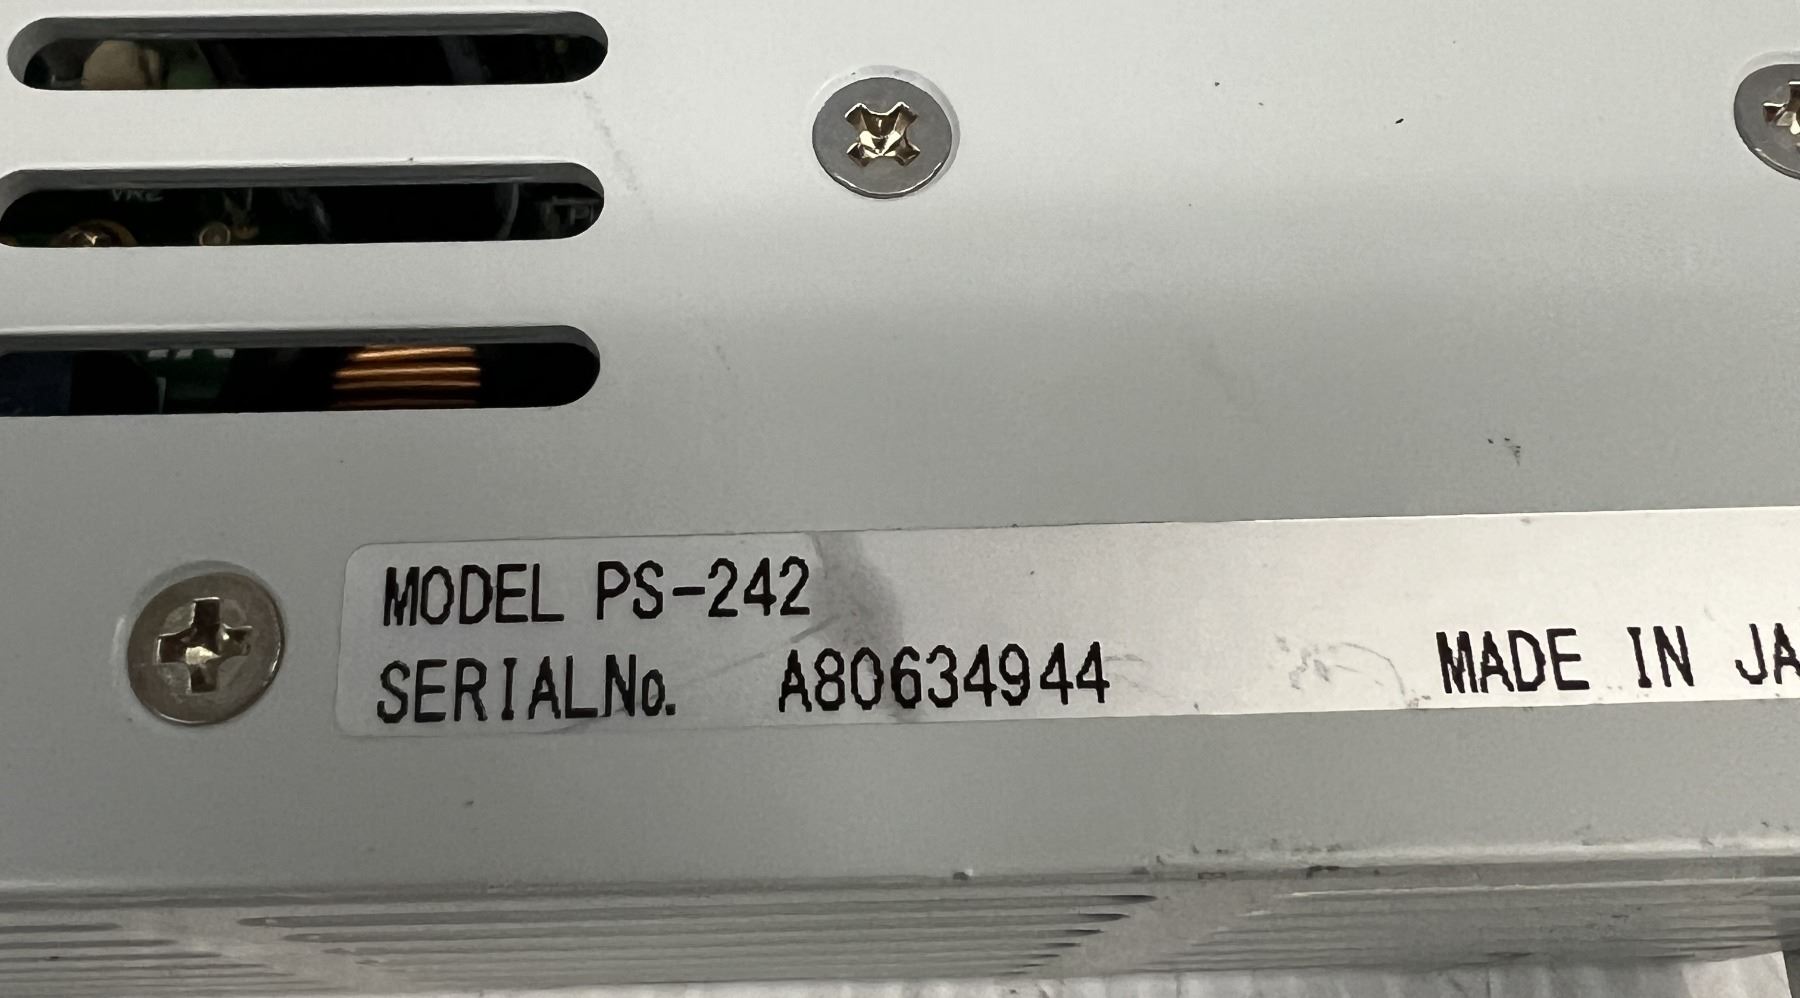 MODEL PS-242
SERIALNo. A80634944
MADE IN JA